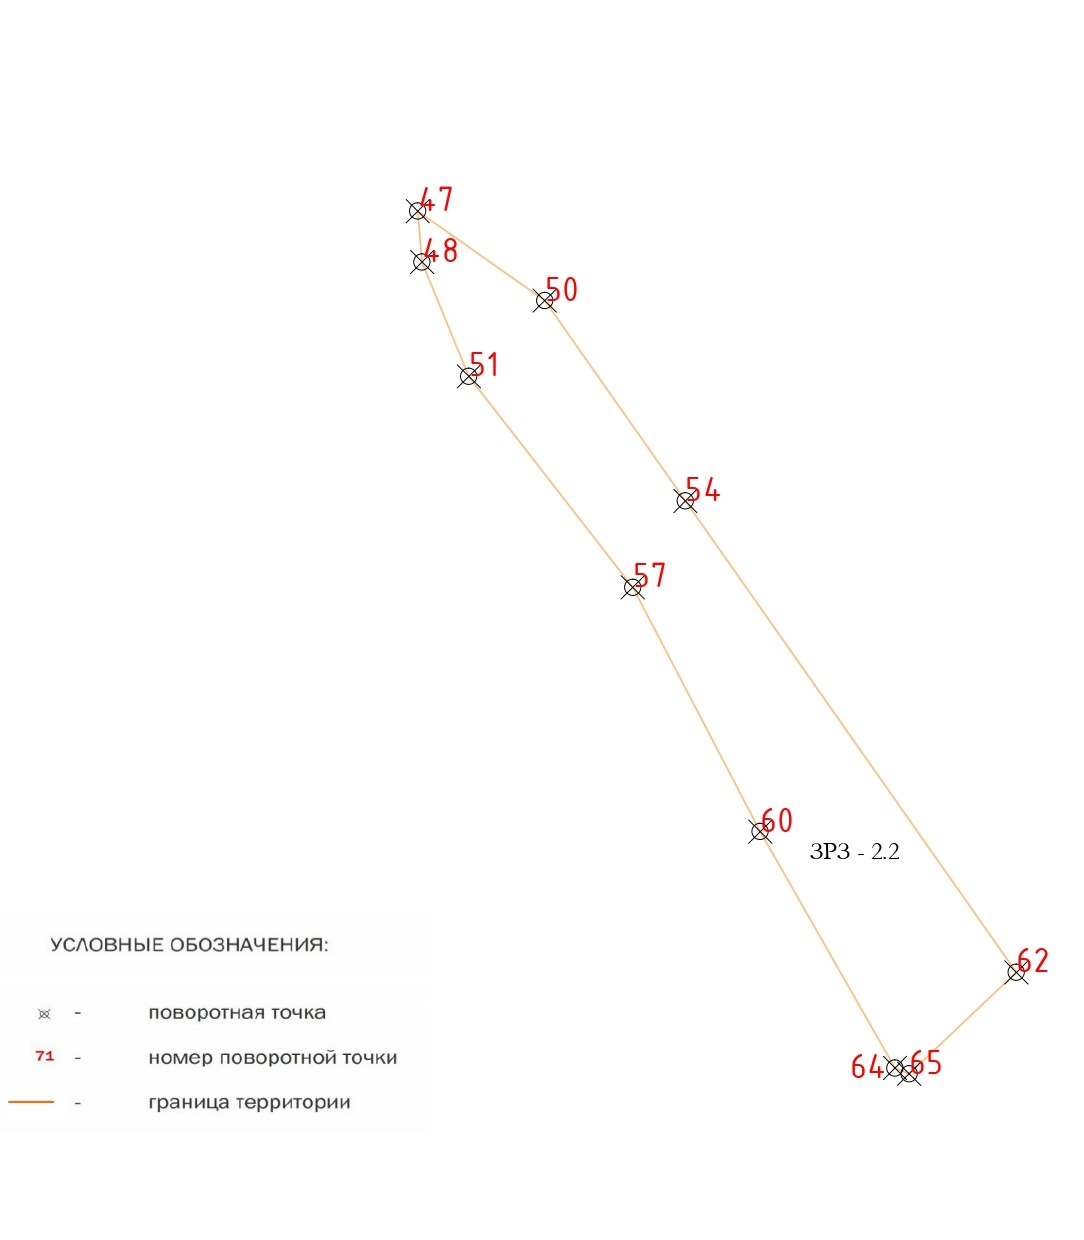 47
48
50
51
54
57
60
ЗРЗ - 2.2
62
64 65
УСЛОВНЫЕ ОБОЗНАЧЕНИЯ:
- поворотная точка
71 - номер поворотной точки
- граница территории